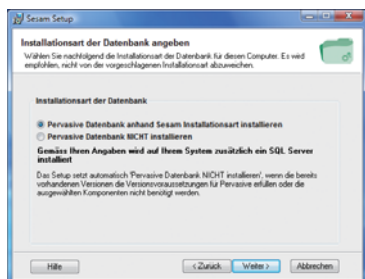 Sesam Setup
Installationsart der Datenbank angeben
Wählen Sie nachfolgend die Installationsart der Datenbank für diesen Computer. Es wird
empfohlen, nicht von der vorgeschlagenen Installationsart abzuweichen.
Installationsart der Datenbank
Pervasive Datenbank anhand Sesam Installationsart installieren
Pervasive Datenbank NICHT installieren
Gemäss Ihren Angaben wird auf Ihrem System zusätzlich ein SQL Server
installiert
Das Setup setzt automatisch 'Pervasive Datenbank NICHT installieren', wenn die bereits
vorhandenen Versionen die Versionsvoraussetzungen für Pervasive erfüllen oder die
ausgewählten Komponenten nicht benötigt werden.
Hilfe
< Zurück
Weiter >
Abbrechen